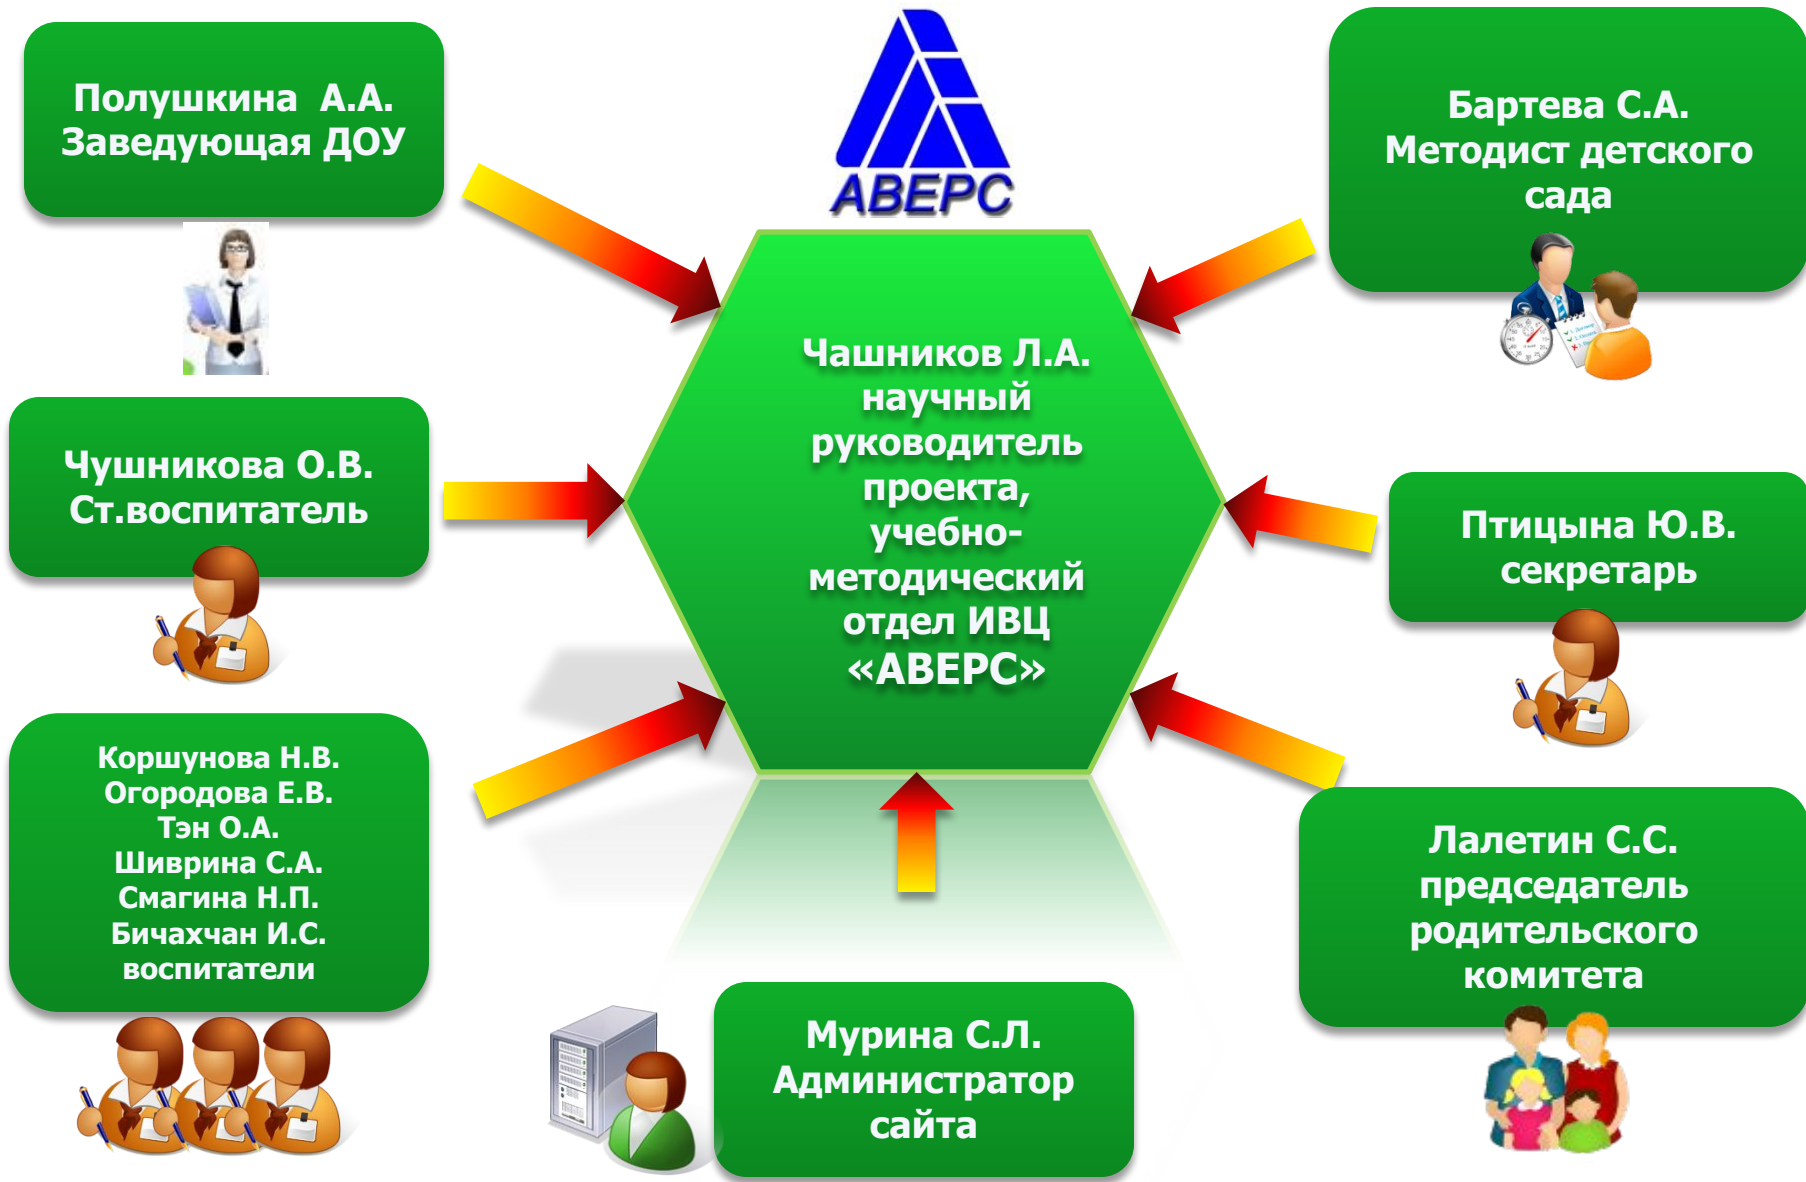 Полушкина А.А.
Заведующая ДОУ
АВЕРС
Бартева С.А.
Методист детского
сада
Чашников Л.А.
научный
руководитель
проекта,
учебно-
методический
отдел ИВЦ
«АВЕРС»
Чушникова О.В.
Ст.воспитатель
Птицына Ю.В.
секретарь
Коршунова Н.В.
Огородова Е.В.
Тэн О.А.
Шиврина С.А.
Смагина Н.П.
Бичахчан И.С.
воспитатели
Лалетин С.С.
председатель
родительского
комитета
Мурина С.Л.
Администратор
сайта